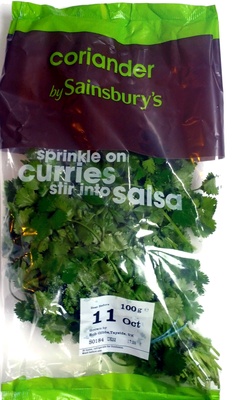 coriander
by Sainsbury's
sprinkle on
curries
stir into salsa
100g
11 Oct